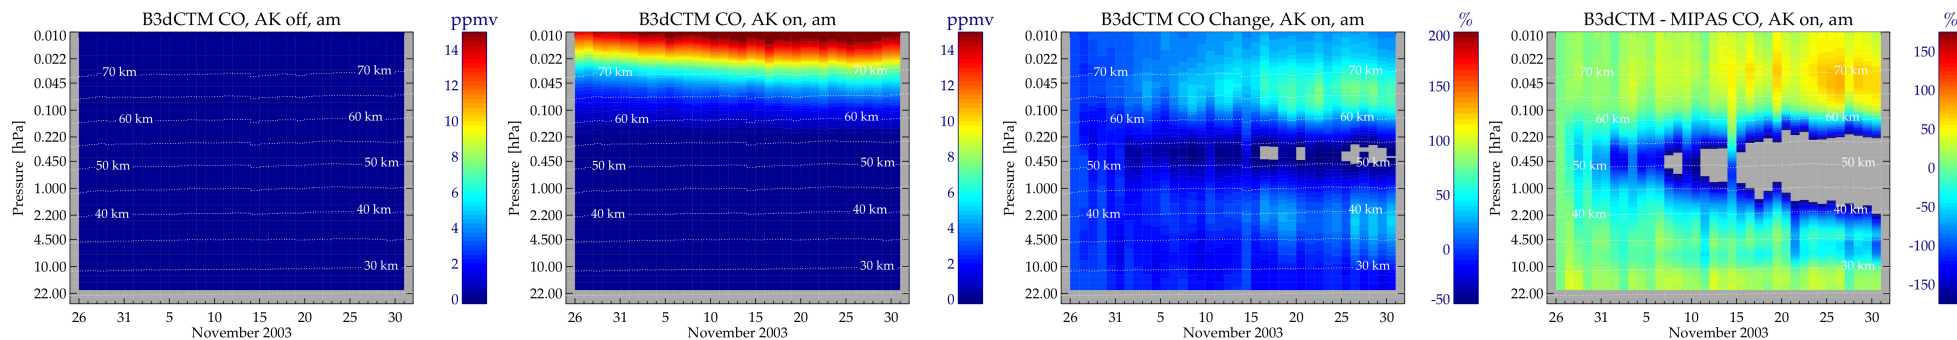 B3dCTM CO, AK off, am
ppmv
0.010
0.022
0.045
0.100
0.220
0.450
1.000
2.200
4.500
10.00
22.00
Pressure [hPa]
70 km
70 km
60 km
60 km
50 km
50 km
40 km
40 km
30 km
26
31
5
10
15
20
25
30
November 2003
14
12
10
8
6
4
2
0
B3dCTM CO, AK on, am
ppmv
0.010
0.022
0.045
0.100
0.220
0.450
1.000
2.200
4.500
10.00
22.00
Pressure [hPa]
70 km
70 km
60 km
60 km
50 km
50 km
40 km
40 km
30 km
26
31
5
10
15
20
25
30
November 2003
14
12
10
8
6
4
2
0
B3dCTM CO Change, AK on, am
%
0.010
0.022
0.045
0.100
0.220
0.450
1.000
2.200
4.500
10.00
22.00
Pressure [hPa]
70 km
70 km
60 km
60 km
50 km
50 km
40 km
40 km
30 km
26
31
5
10
15
20
25
30
November 2003
200
150
100
50
0
-50
B3dCTM - MIPAS CO, AK on, am
%
0.010
0.022
0.045
0.100
0.220
0.450
1.000
2.200
4.500
10.00
22.00
Pressure [hPa]
70 km
70 km
60 km
60 km
50 km
50 km
40 km
40 km
30 km
26
31
5
10
15
20
25
30
November 2003
150
100
50
0
-50
-100
-150